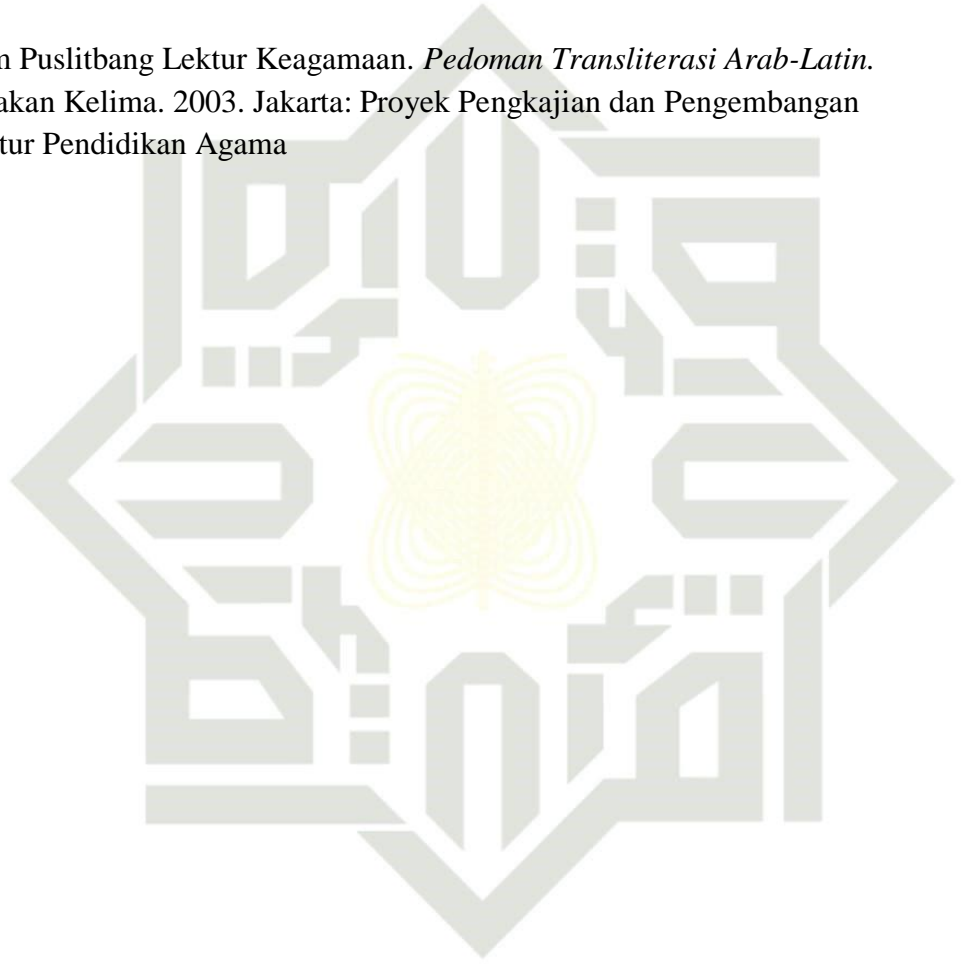 n Puslitbang Lektur Keagamaan. Pedoman Transliterasi Arab-Latin.
akan Kelima. 2003. Jakarta: Proyek Pengkajian dan Pengembangan
tur Pendidikan Agama